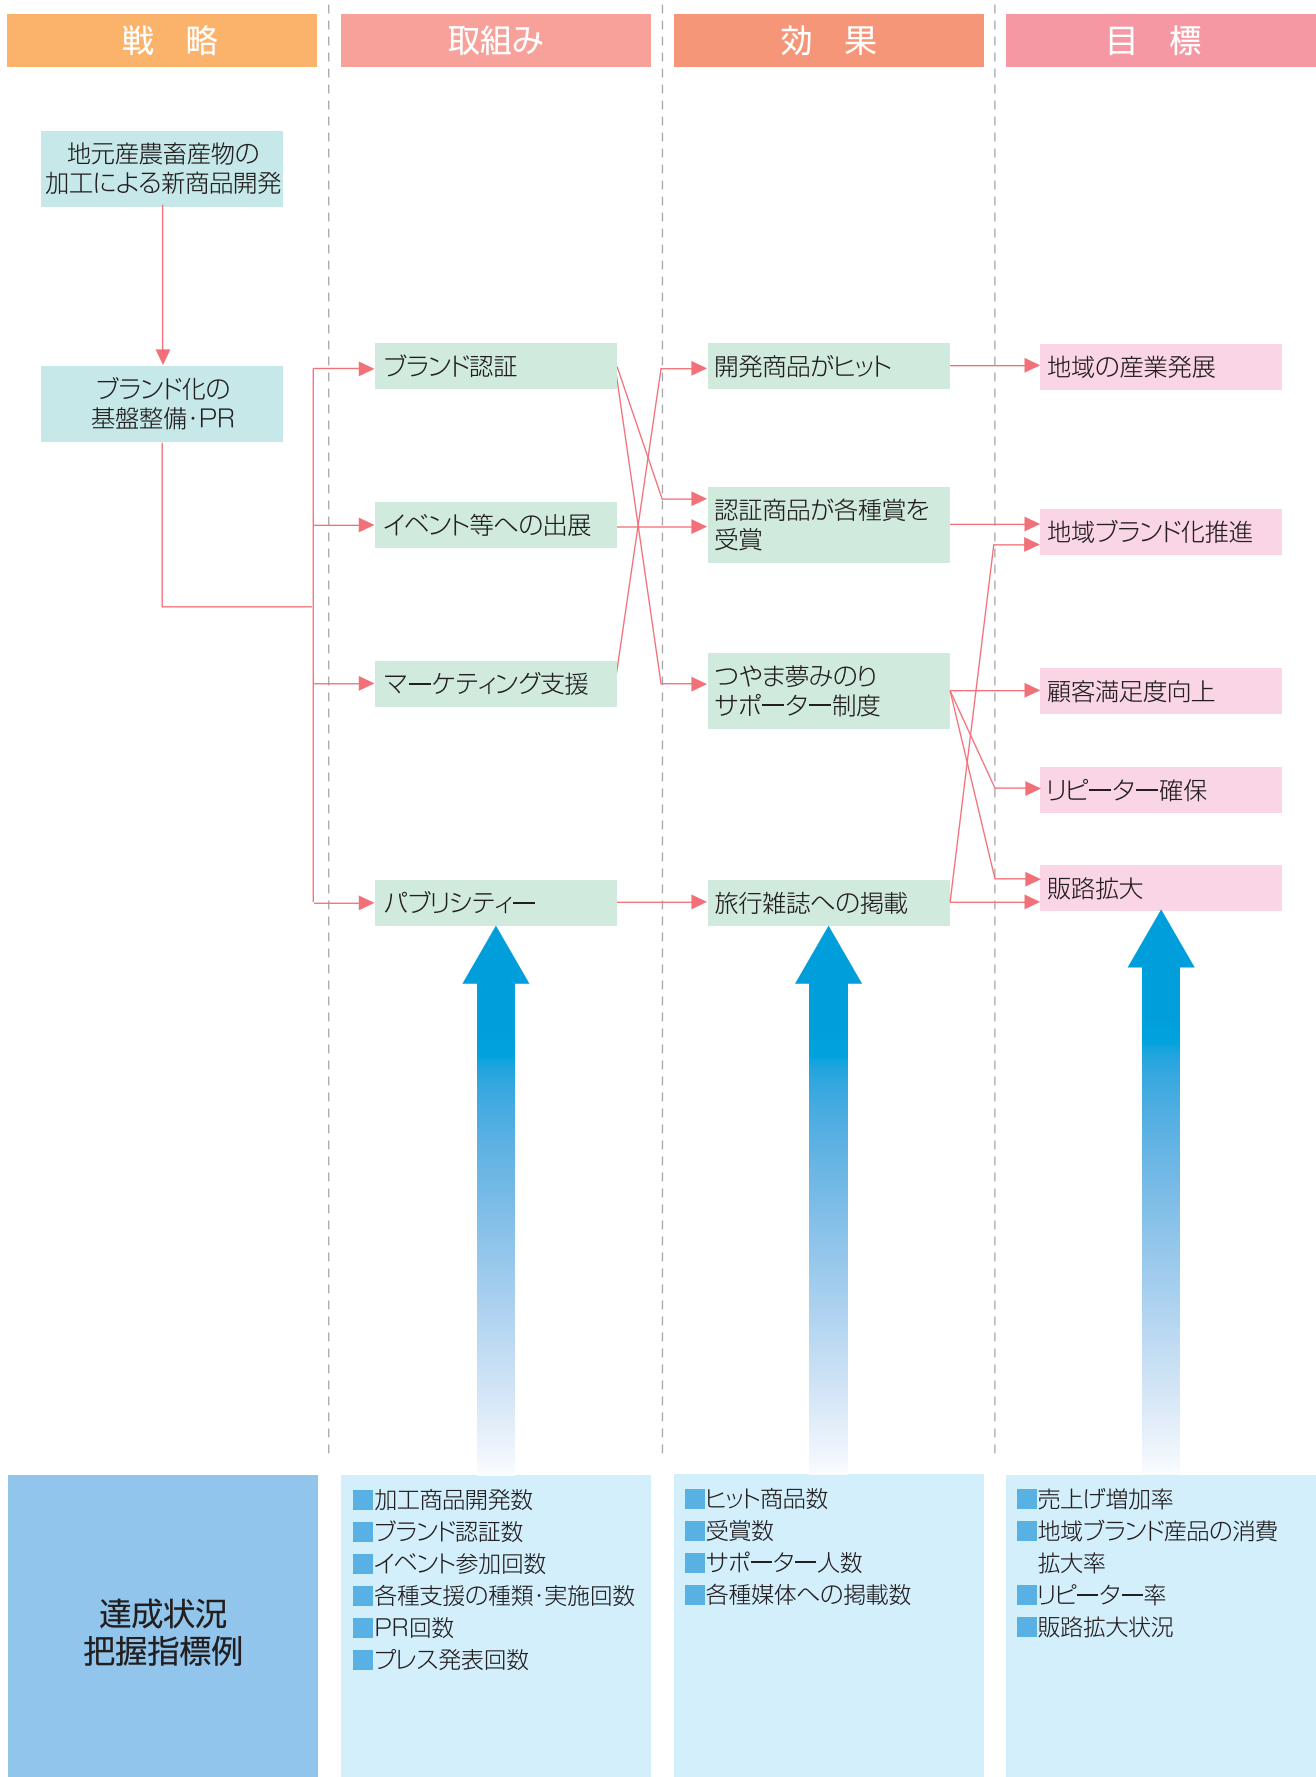 戦　略
取組み
効　果
目　標
地元産農畜産物の
加工による新商品開発
ブランド化の
基盤整備・PR
ブランド認証
イベント等への出展
マーケティング支援
パブリシティー
開発商品がヒット
認証商品が各種賞を
受賞
つやま夢みのり
サポーター制度
旅行雑誌への掲載
地域の産業発展
地域ブランド化推進
顧客満足度向上
リピーター確保
販路拡大
達成状況
把握指標例
■加工商品開発数
■ブランド認証数
■イベント参加回数
■各種支援の種類・実施回数
■PR回数
■プレス発表回数
■ヒット商品数
■受賞数
■サポーター人数
■各種媒体への掲載数
■売上げ増加率
■地域ブランド産品の消費
拡大率
■リピーター率
■販路拡大状況